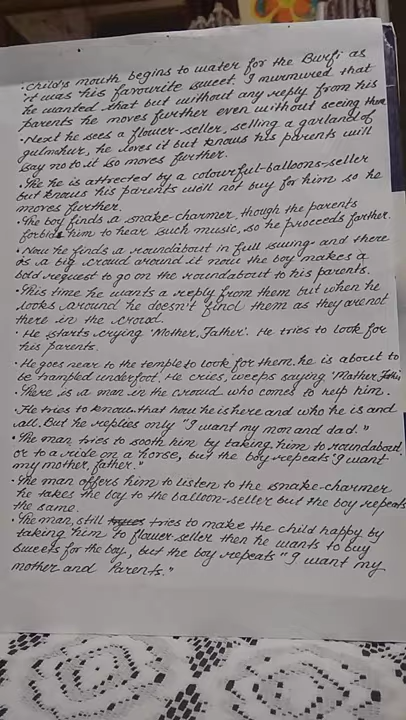 ·Child's mouth begins to water for the Burfi as
it was his favourite sweet. I murmured that
he wanted that but without any reply from his
parents he moves further even without seeing them
·Next he sees a flower-seller, selling a garland of
gulmohur, he loves it but knows his parents will
say no to it so moves further.
·The he is attracted by a colourful-balloons-seller
but knows his parents will not buy for him so he
moves further.
·The boy finds a snake-charmer, though the parents
forbids him to hear such music, so he proceeds farther.
·Now he finds a roundabout in full swing and there
is a big crowd around it now the boy makes a
bold request to go on the roundabout to his parents.
·This time he wants a reply from them but when he
looks around he doesn't find them as they are not
there in the crowd.
·He starts crying 'Mother, Father'. He tries to look for
his parents.
·He goes near to the temple to look for them. he is about to
be trampled underfoot. He cries, weeps saying 'Mother,
·There is a man in the crowd who comes to help him.
·He tries to know that how he is here and who he is and
all. But he replies only "I want my mom and dad."
·The man tries to sooth him by taking him to roundabout
or to a ride on a horse, but the boy repeats "I want
my mother, father."
·The man offers him to listen to the snake-charmer
he takes the boy to the balloon-seller but the boy repeats
the same.
·The man, still tries to make the child happy by
taking him to flower-seller then he wants to buy
sweets for the boy, but the boy repeats "I want my
mother and Parents."